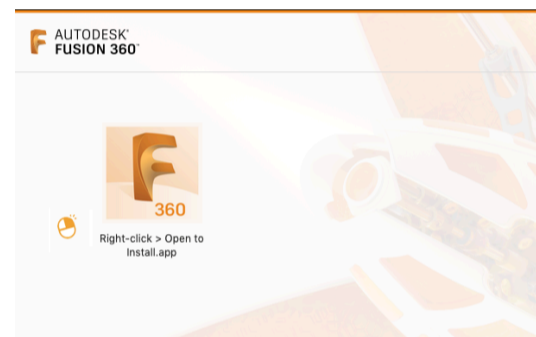 AUTODESK®
FUSION 360™
F
360
Right-click > Open to
Install.app